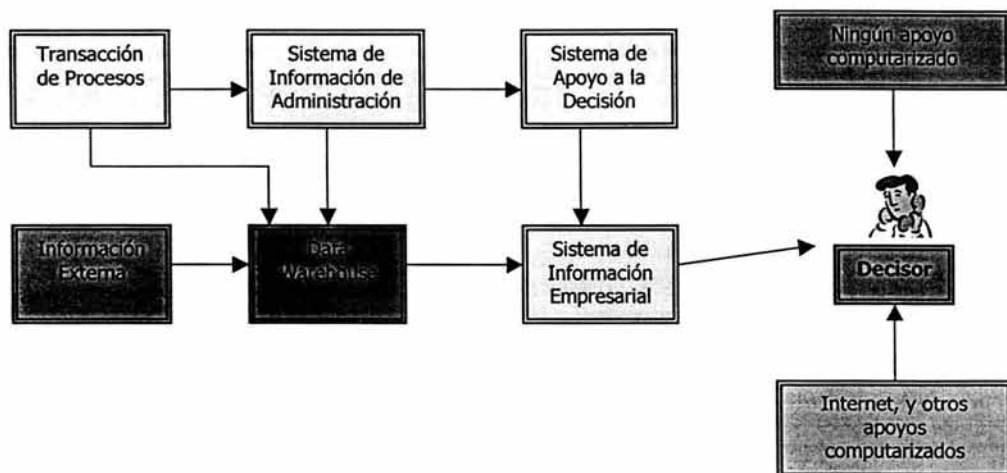 Transacción
de Procesos
Sistema de
Información de
Administración
Sistema de
Apoyo a la
Decisión
Ningún apoyo
computarizado
Información
Externa
Data
Warehouse
Sistema de
Información
Empresarial
Decisor
Internet, y otros
apoyos
computarizados